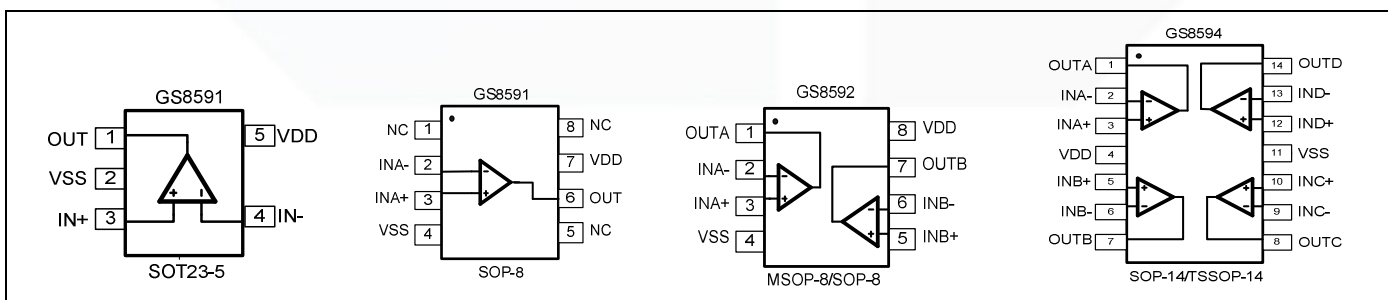 GS8591
OUT 1 5 VDD
VSS 2
IN+ 3 4 IN-
+ -
SOT23-5
GS8591
NC 1 8 NC
INA- 2 7 VDD
INA+ 3 6 OUT
VSS 4 5 NC
- +
SOP-8
GS8592
OUTA 1 8 VDD
INA- 2 7 OUTB
INA+ 3 6 INB-
VSS 4 5 INB+
- +
- +
MSOP-8/SOP-8
GS8594
OUTA 1 14 OUTD
INA- 2 13 IND-
INA+ 3 12 IND+
VDD 4 11 VSS
INB+ 5 10 INC+
INB- 6 9 INC-
OUTB 7 8 OUTC
- +
- +
+ -
+ -
SOP-14/TSSOP-14